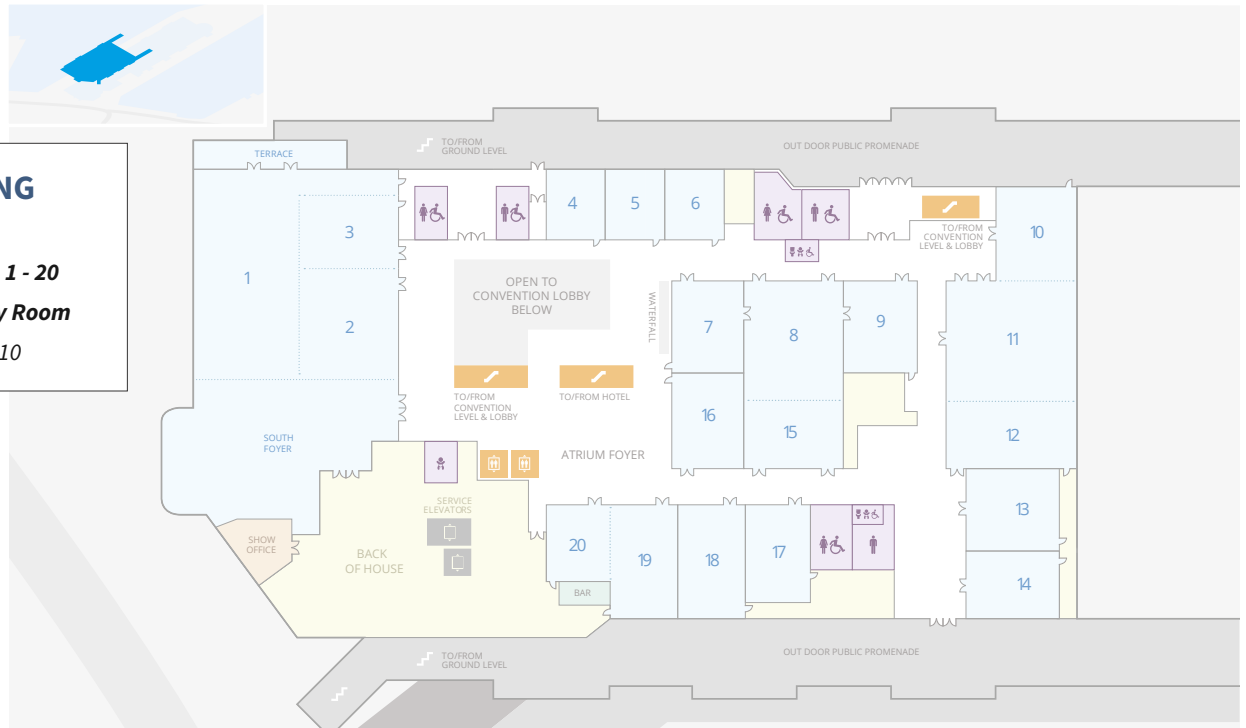 NG
1 - 20
y Room
10
TERRACE
TO/FROM
GROUND LEVEL
OUT DOOR PUBLIC PROMENADE
1
3
2
4
5
6
TO/FROM
CONVENTION
LEVEL & LOBBY
10
OPEN TO
CONVENTION LOBBY
BELOW
WATERFALL
7
8
9
11
TO/FROM
CONVENTION
LEVEL & LOBBY
TO/FROM HOTEL
16
15
12
SOUTH
FOYER
ATRIUM FOYER
SERVICE
ELEVATORS
SHOW
OFFICE
BACK
OF HOUSE
20
19
18
17
13
14
BAR
TO/FROM
GROUND LEVEL
OUT DOOR PUBLIC PROMENADE